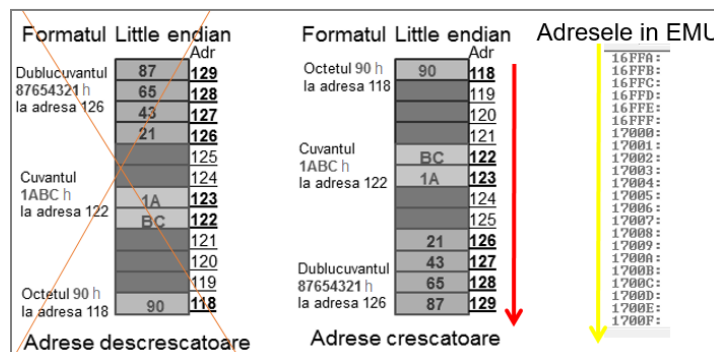 Formatul Little endian
Adr
Dublucuvantul
87654321 h
la adresa 126
87 129
65 128
43 127
21 126
125
124
Cuvantul
1ABC h
la adresa 122
1A 123
BC 122
121
120
119
Octetul 90 h
la adresa 118
90 118
Adrese descrescatoare
Formatul Little endian
Adr
Octetul 90 h
la adresa 118
90 118
119
120
121
Cuvantul
1ABC h
la adresa 122
BC 122
1A 123
124
125
Dublucuvantul
87654321 h
la adresa 126
21 126
43 127
65 128
87 129
Adrese crescatoare
Adresele in EMU
16FFA:
16FFB:
16FFC:
16FFD:
16FFE:
16FFF:
17000:
17001:
17002:
17003:
17004:
17005:
17006:
17007:
17008:
17009:
1700A:
1700B:
1700C:
1700D:
1700E:
1700F: